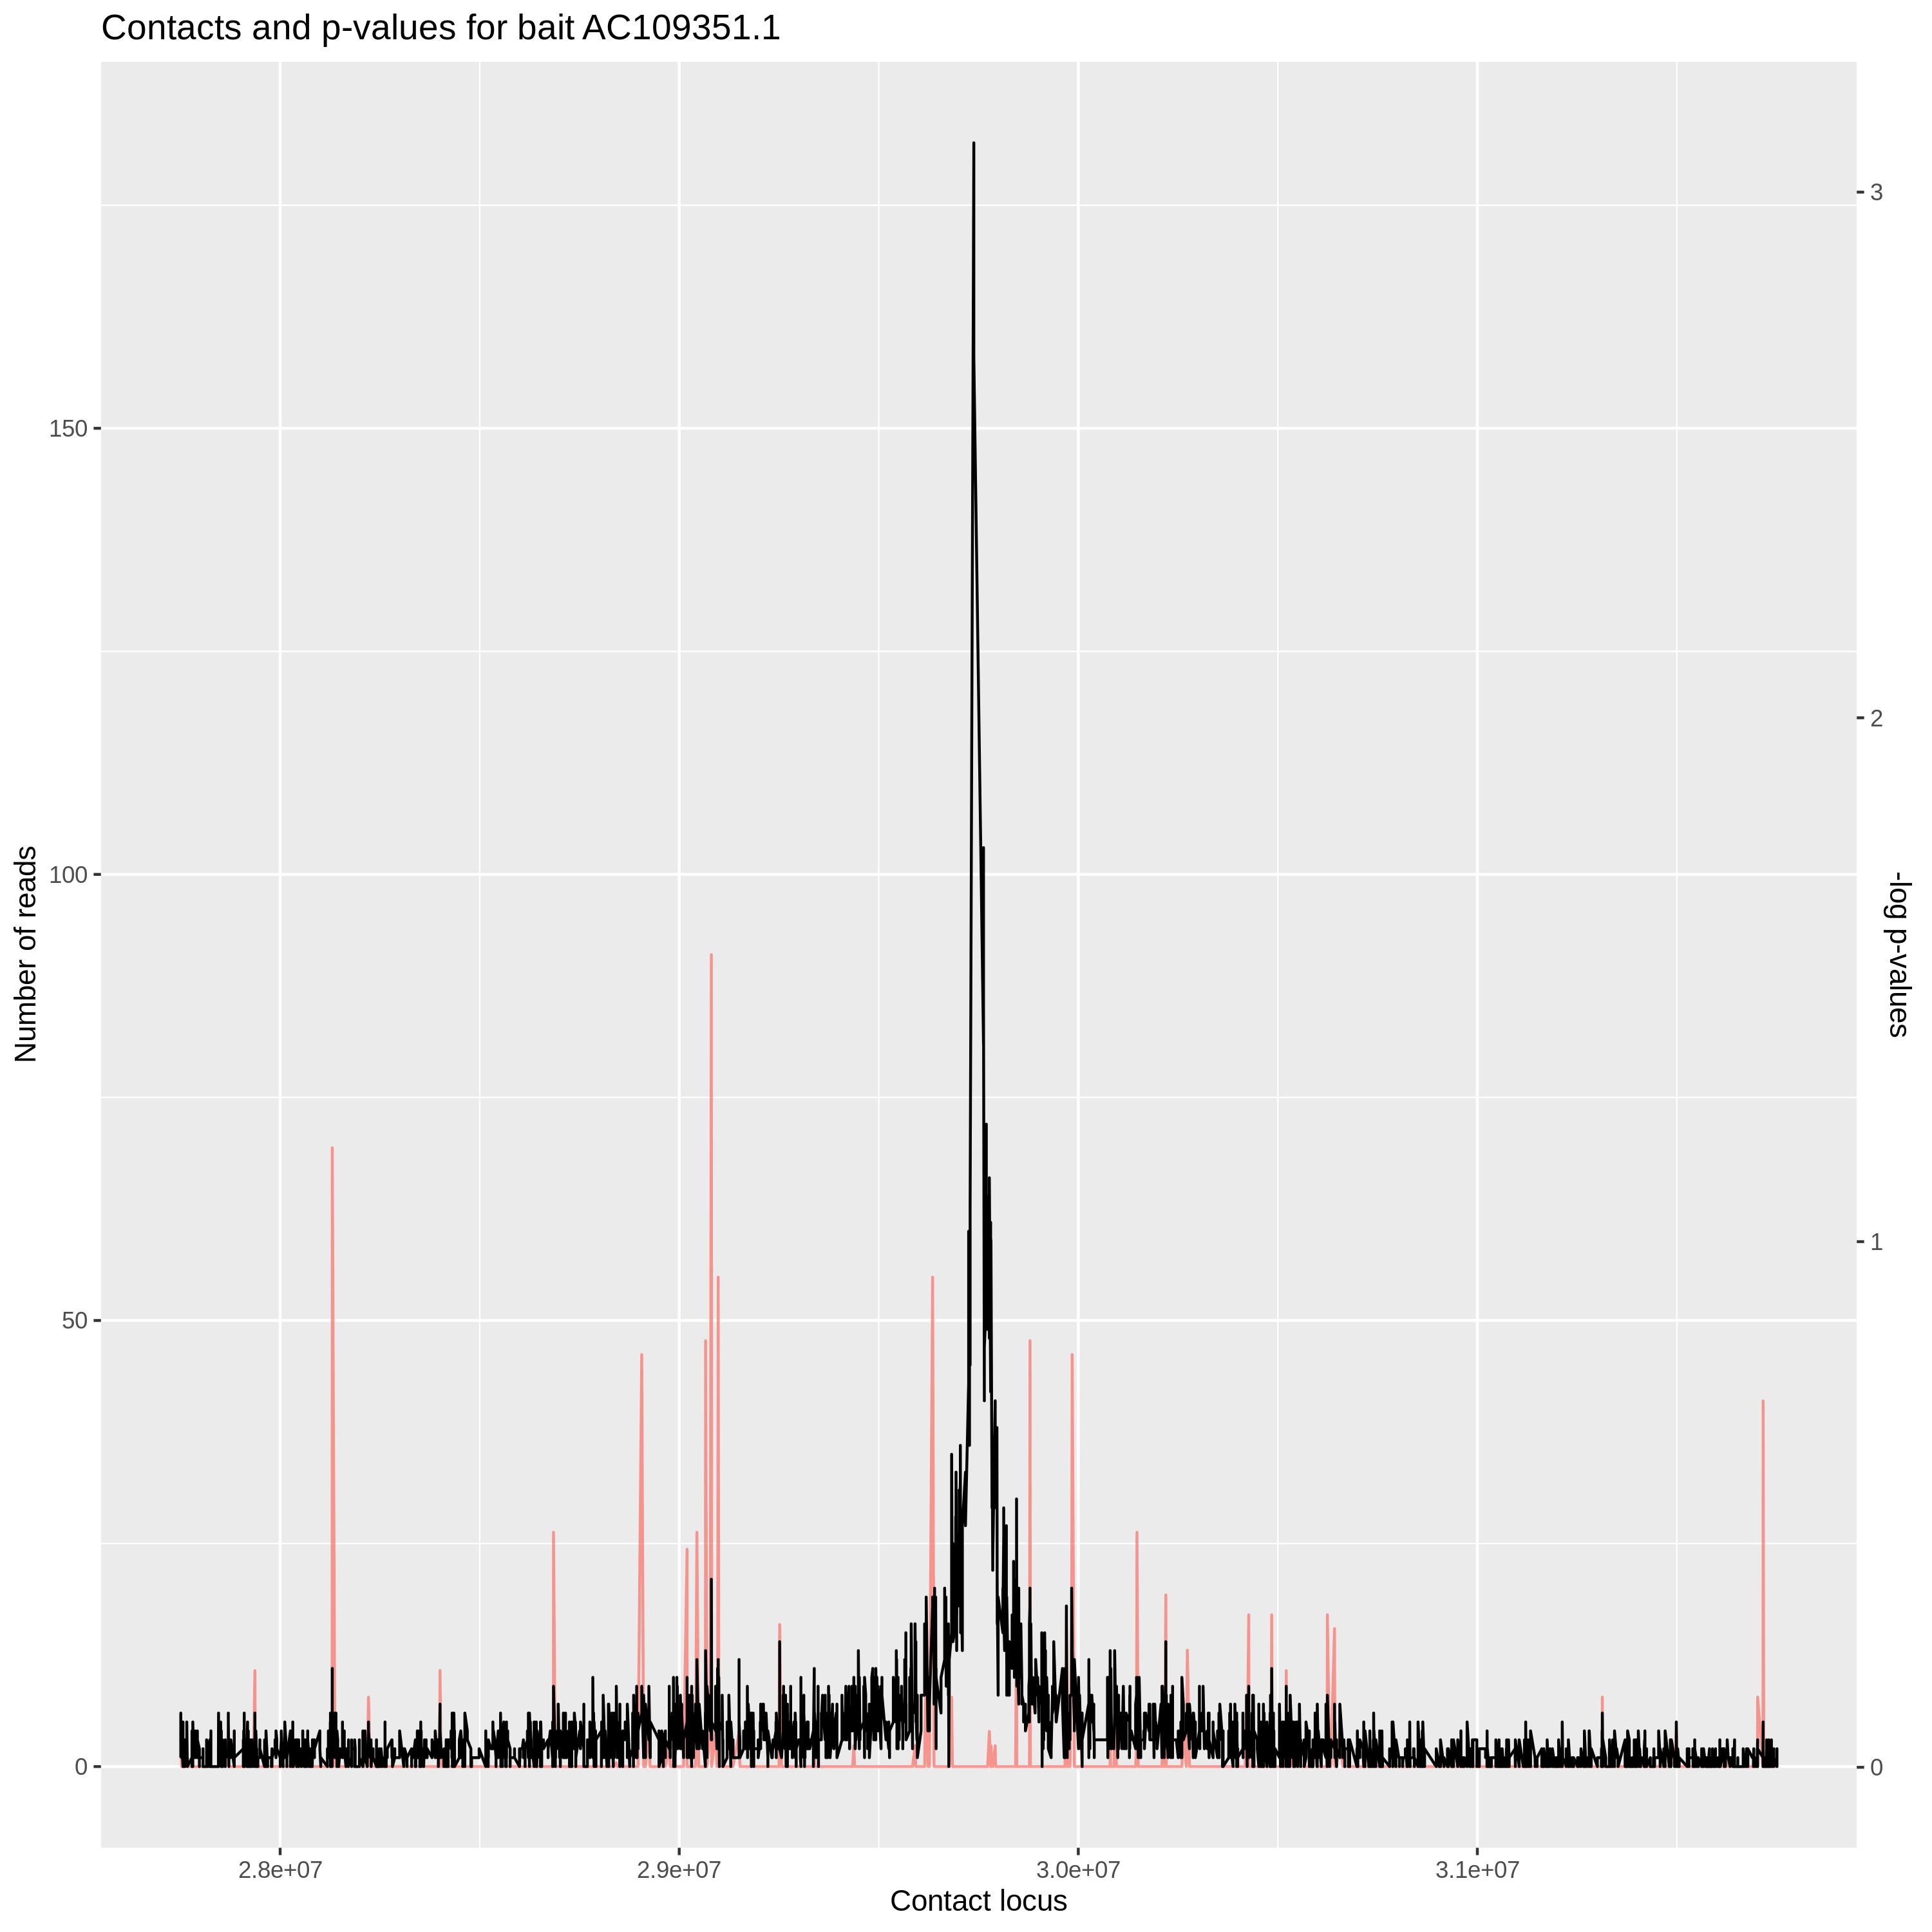 Contacts and p-values for bait AC109351.1
3
150
2
100
Number of reads
-log p-values
1
50
0
0
2.8e+07
2.9e+07
3.0e+07
3.1e+07
Contact locus